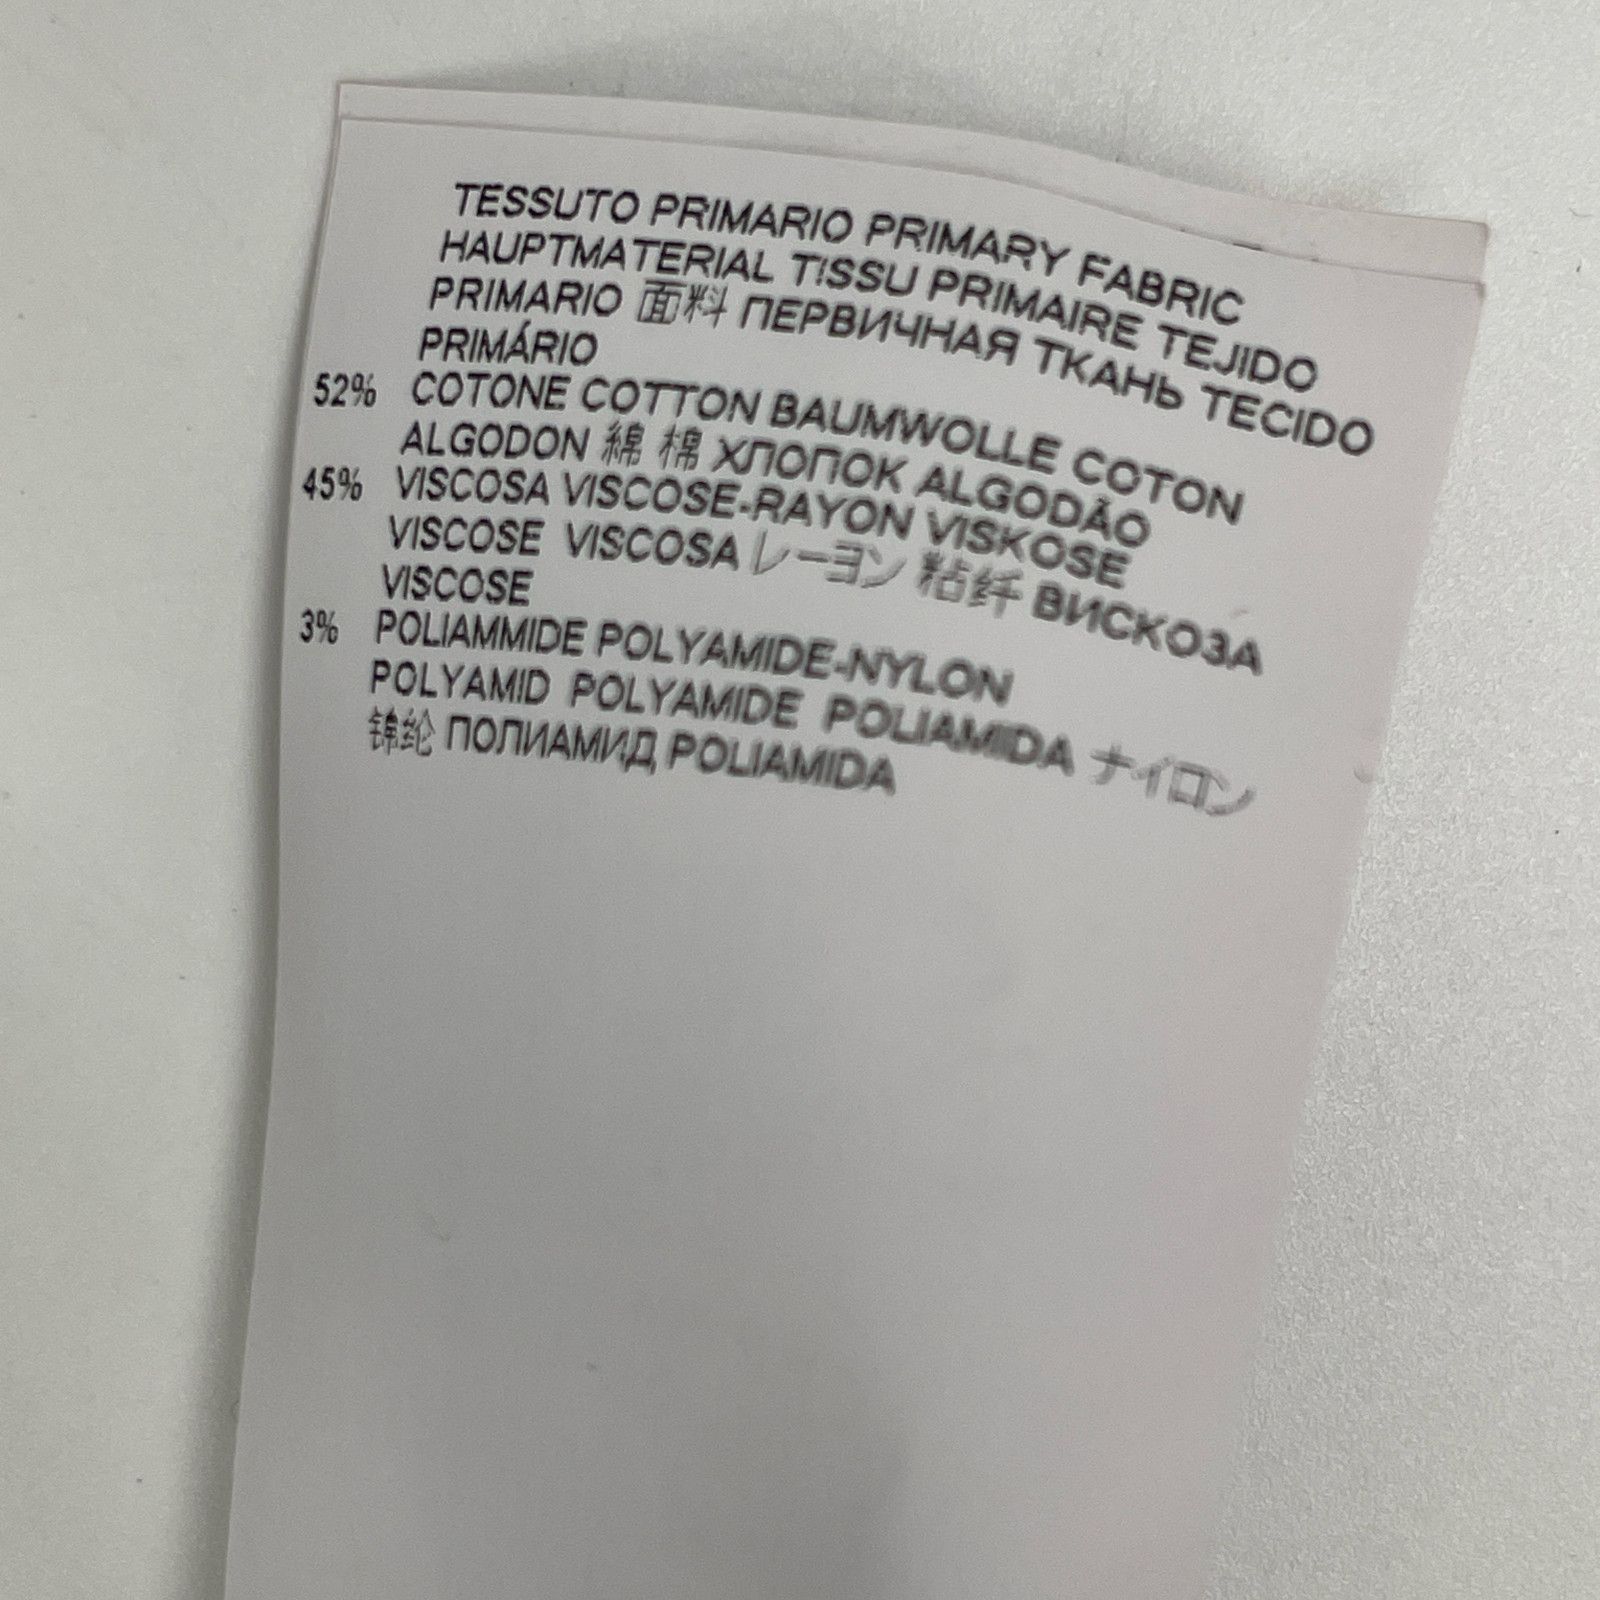 TESSUTO PRIMARIO PRIMARY FABRIC
HAUPTMATERIAL TISSU PRIMAIRE TEJIDO
PRIMARIO 面料 ПЕРВИЧНАЯ ТКАНЬ TECIDO
PRIMÁRIO
52% COTONE COTTON BAUMWOLLE COTON
ALGODON 綿 棉 ХЛОПОК ALGODÃO
45% VISCOSA VISCOSE-RAYON VISKOSE
VISCOSE VISCOSA レーヨン 粘纤 ВИСКОЗА
VISCOSE
3% POLIAMMIDE POLYAMIDE-NYLON
POLYAMID POLYAMIDE POLIAMIDA ナイロン
锦纶 ПОЛИАМИД POLIAMIDA